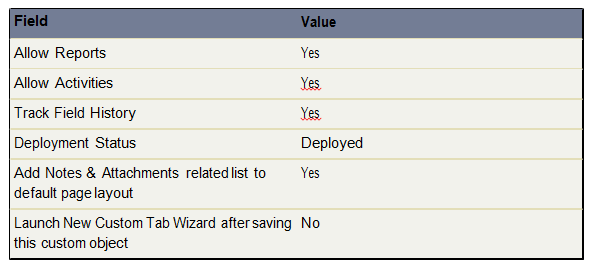 Field Value
Allow Reports Yes
Allow Activities Yes
Track Field History Yes
Deployment Status Deployed
Add Notes & Attachments related list to Yes
default page layout
Launch New Custom Tab Wizard after saving No
this custom object